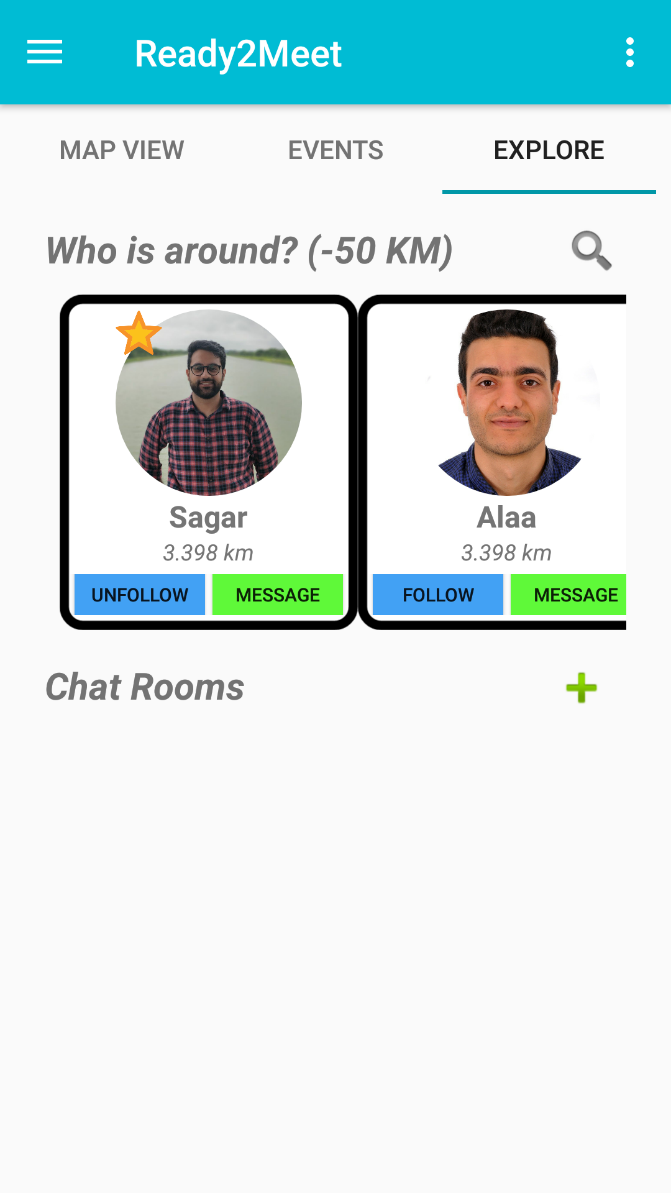 Ready2Meet
MAP VIEW EVENTS EXPLORE
Who is around? (-50 KM)
Sagar Alaa
3.398 km 3.398 km
UNFOLLOW MESSAGE FOLLOW MESSAGE
Chat Rooms